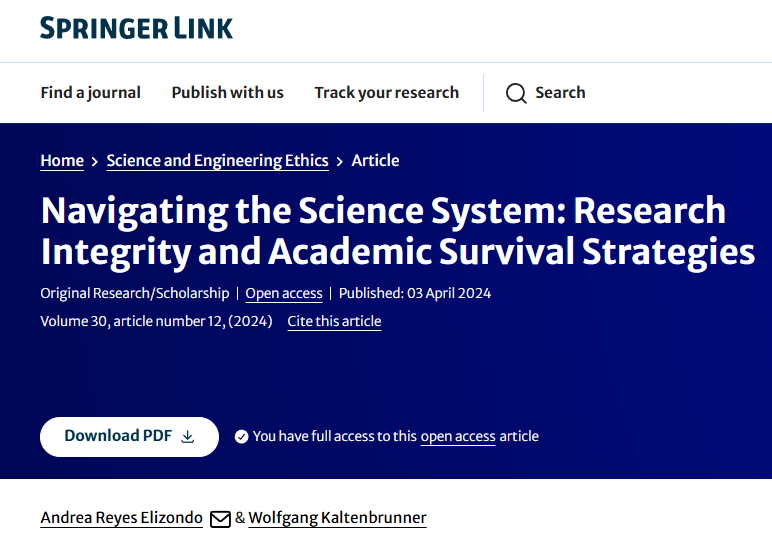 SPRINGER LINK
Find a journal Publish with us Track your research Search
Home > Science and Engineering Ethics > Article
Navigating the Science System: Research
Integrity and Academic Survival Strategies
Original Research/Scholarship | Open access | Published: 03 April 2024
Volume 30, article number 12, (2024) Cite this article
Download PDF You have full access to this open access article
Andrea Reyes Elizondo & Wolfgang Kaltenbrunner